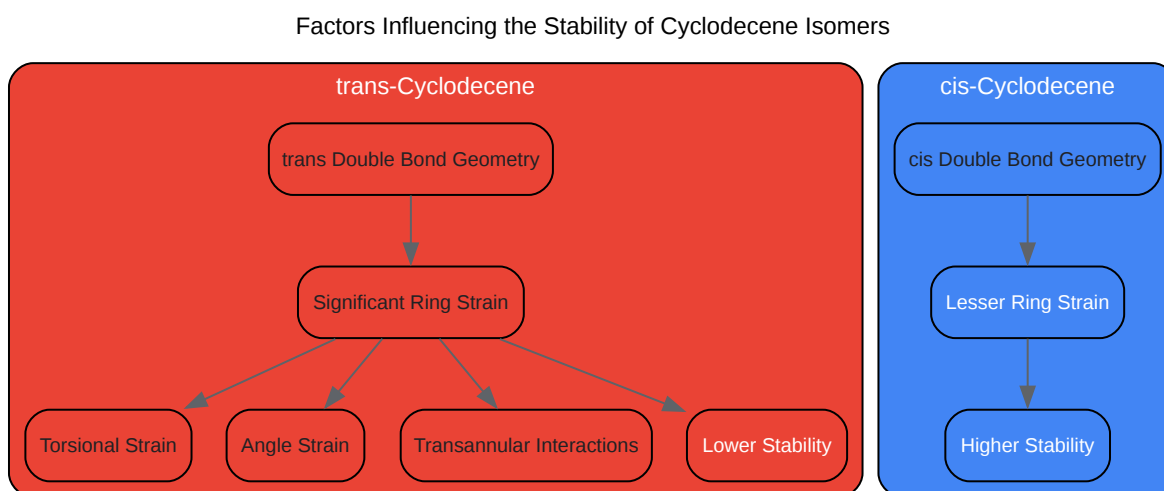 Factors Influencing the Stability of Cyclodecene Isomers
trans-Cyclodecene
trans Double Bond Geometry
Significant Ring Strain
Torsional Strain
Angle Strain
Transannular Interactions
Lower Stability
cis-Cyclodecene
cis Double Bond Geometry
Lesser Ring Strain
Higher Stability